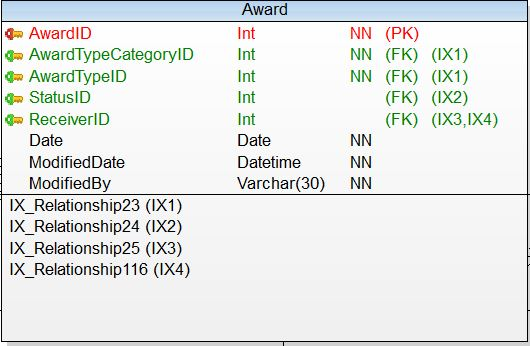 Award
AwardID Int NN (PK)
AwardTypeCategoryID Int NN (FK) (IX1)
AwardTypeID Int NN (FK) (IX1)
StatusID Int (FK) (IX2)
ReceiverID Int (FK) (IX3,IX4)
Date Date NN
ModifiedDate Datetime NN
ModifiedBy Varchar(30) NN
IX_Relationship23 (IX1)
IX_Relationship24 (IX2)
IX_Relationship25 (IX3)
IX_Relationship116 (IX4)